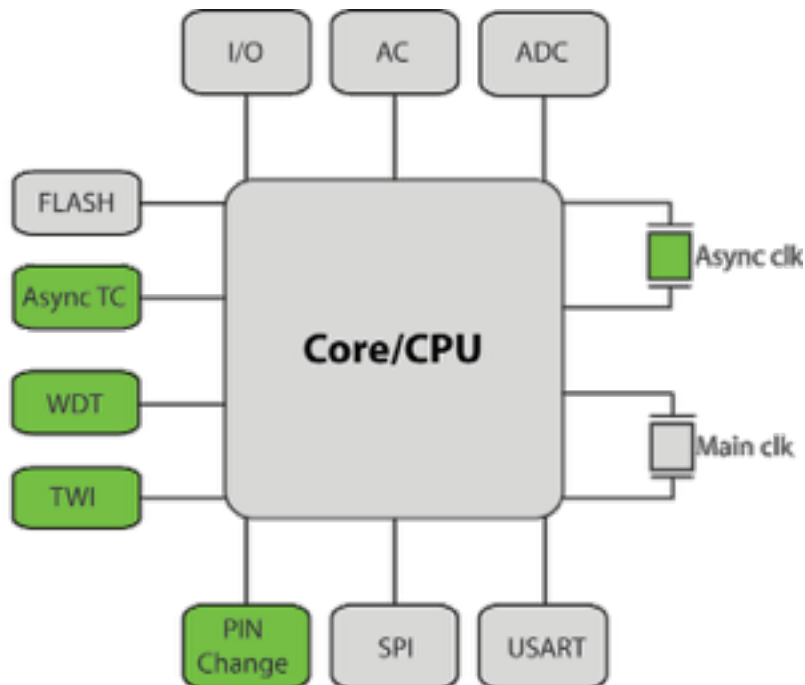 I/O
AC
ADC
FLASH
Async TC
WDT
TWI
Core/CPU
Async clk
Main clk
PIN
Change
SPI
USART